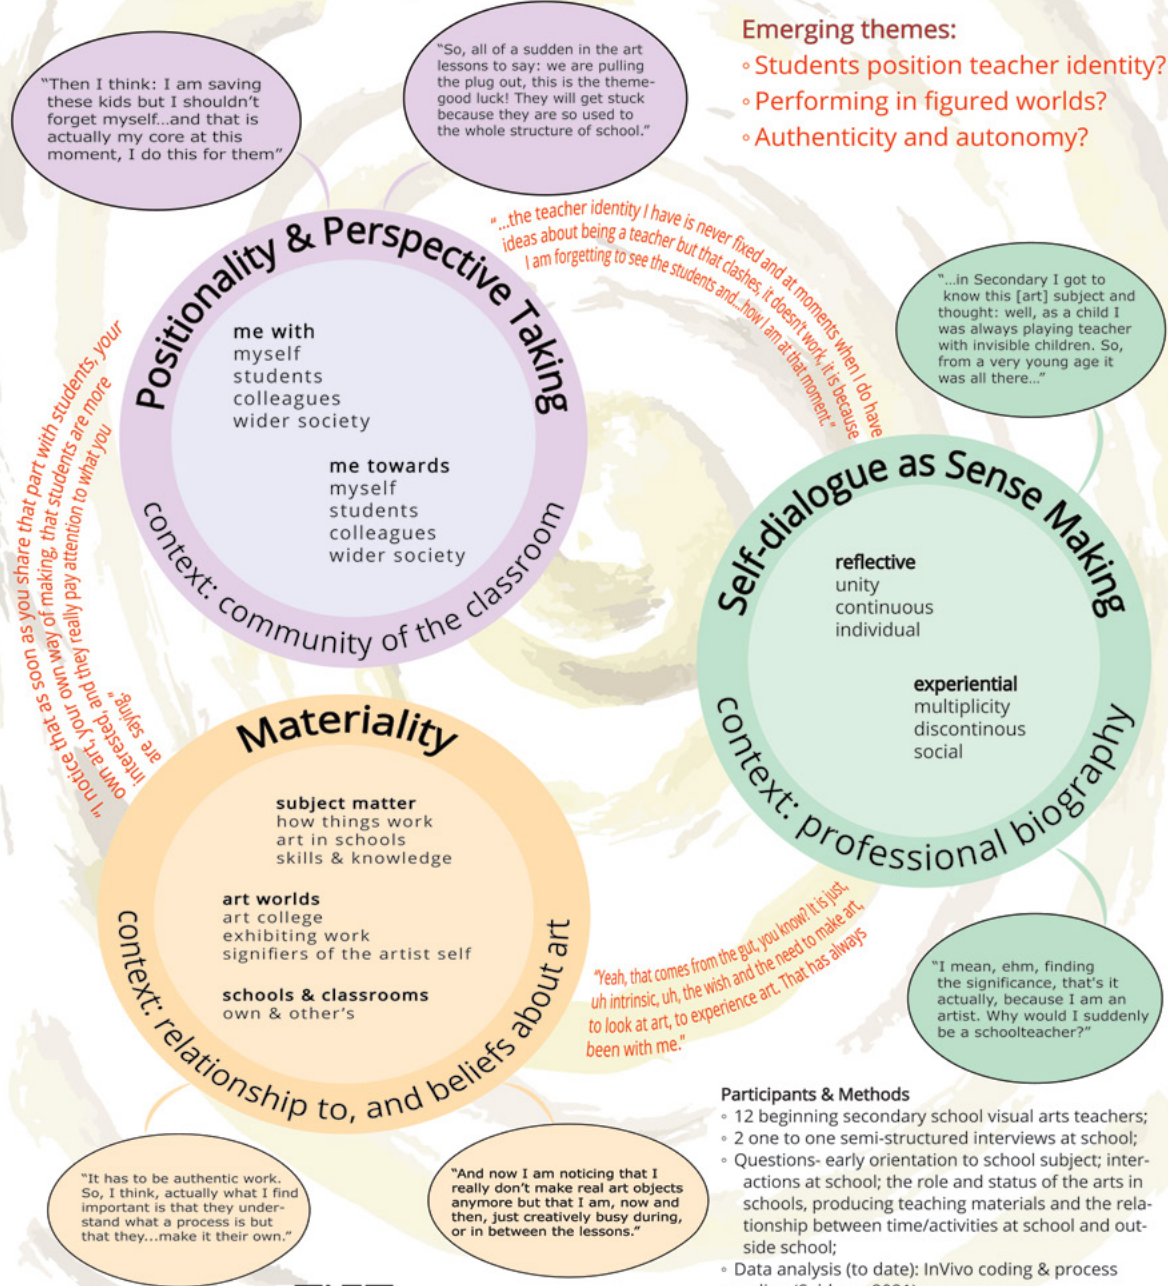 "Then I think: I am saving
these kids but I shouldn't
forget myself...and that is
actually my core at this
moment, I do this for them"
"So, all of a sudden in the art
lessons to say: we are pulling
the plug out, this is the theme-
good luck! They will get stuck
because they are so used to
the whole structure of school."
Emerging themes:
◦ Students position teacher identity?
◦ Performing in figured worlds?
◦ Authenticity and autonomy?
Positionality & Perspective Taking
me with
myself
students
colleagues
wider society
me towards
myself
students
colleagues
wider society
context: community of the classroom
"...the teacher identity I have is never fixed and at moments when I do have
ideas about being a teacher but that clashes, it doesnt work, it is because
I am forgetting to see the students and...how I am at that moment."
"...in Secondary I got to
know this [art] subject and
thought: well, as a child I
was always playing teacher
with invisible children. So,
from a very young age it
was all there..."
"I notice that as soon as you share that part with students, your
own art, your own way of making, that students are more
interested, and they really pay attention to what you
are saying."
Self-dialogue as Sense Making
reflective
unity
continuous
individual
experiential
multiplicity
discontinous
social
context: professional biography
Materiality
subject matter
how things work
art in schools
skills & knowledge
art worlds
art college
exhibiting work
signifiers of the artist self
schools & classrooms
own & other's
context: relationship to, and beliefs about art
"Yeah, that comes from the gut, you know? It is just,
uh intrinsic, uh, the wish and the need to make art,
to look at art, to experience art. That has always
been with me."
"I mean, ehm, finding
the significance, that's it
actually, because I am an
artist. Why would I suddenly
be a schoolteacher?"
"It has to be authentic work.
So, I think, actually what I find
important is that they under-
stand what a process is but
that they...make it their own."
"And now I am noticing that I
really don't make real art objects
anymore but that I am, now and
then, just creatively busy during,
or in between the lessons."
Participants & Methods
◦ 12 beginning secondary school visual arts teachers;
◦ 2 one to one semi-structured interviews at school;
◦ Questions- early orientation to school subject; inter-
actions at school; the role and status of the arts in
schools, producing teaching materials and the rela-
tionship between time/activities at school and out-
side school;
◦ Data analysis (to date): InVivo coding & process